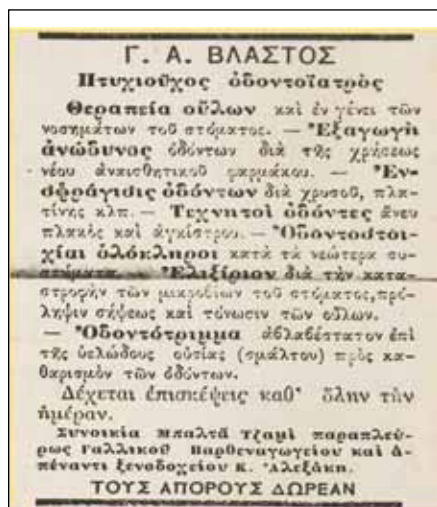 Γ. Α. ΒΛΑΣΤΟΣ
Πτυχιοῦχος ὀδοντοϊατρὸς
Θεραπεία οὔλων καὶ ἐν γένει τῶν
νοσημάτων τοῦ στόματος. — Ἐξαγωγὴ
ἀνώδυνος ὀδόντων διὰ τῆς χρήσεως
νέου ἀναισθητικοῦ φαρμάκου. — Ἐν-
σφράγισις ὀδόντων διὰ χρυσοῦ, πλα-
τίνης κλπ. — Τεχνητοὶ ὀδόντες ἄνευ
πλακὸς καὶ ἀγκίστρου. — Ὀδοντοστοι-
χίαι ὁλόκληροι κατὰ τὰ νεώτερα συ-
στήματα. — Ἐλιξίριον διὰ τὴν κατα-
στροφὴν τῶν μικροβίων τοῦ στόματος, πρό-
ληψιν σήψεως καὶ τόνωσιν τῶν οὔλων.
— Ὀδοντότριμμα ἀβλαβέστατον ἐπὶ
τῆς ὑελώδους οὐσίας (σμάλτου) πρὸς κα-
θαρισμὸν τῶν ὀδόντων.
Δέχεται ἐπισκέψεις καθ' ὅλην τὴν
ἡμέραν.
Συνοικία Μπαλτᾶ Τζαμὶ παραπλεύ-
ρως Γαλλικοῦ Παρθεναγωγείου καὶ ἀ-
πέναντι ξενοδοχείου Κ. Ἀλεξάκη.
ΤΟΥΣ ΑΠΟΡΟΥΣ ΔΩΡΕΑΝ